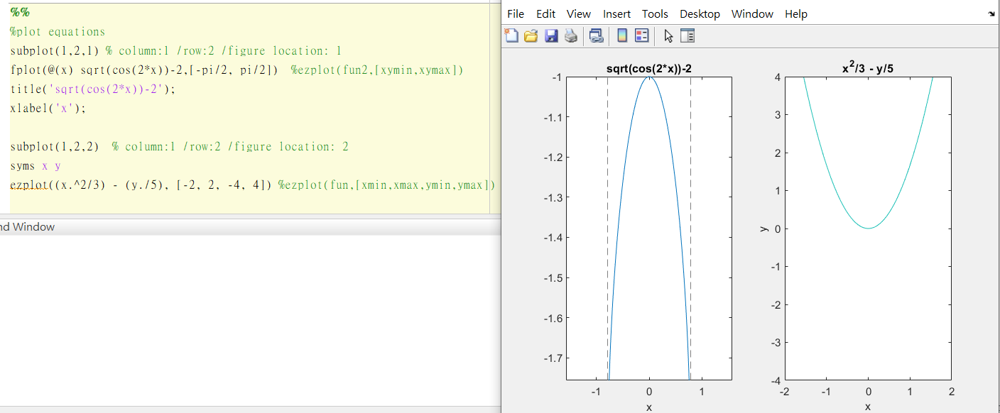 %%
%plot equations
subplot(1,2,1) % column:1 /row:2 /figure location: 1
fplot(@(x) sqrt(cos(2*x))-2,[-pi/2, pi/2])  %ezplot(fun2,[xymin,xymax])
title('sqrt(cos(2*x))-2');
xlabel('x');
subplot(1,2,2)  % column:1 /row:2 /figure location: 2
syms x y
ezplot((x.^2/3) - (y./5), [-2, 2, -4, 4]) %ezplot(fun,[xmin,xmax,ymin,ymax])
nd Window
File Edit View Insert Tools Desktop Window Help
sqrt(cos(2*x))-2
-1
-1.1
-1.2
-1.3
-1.4
-1.5
-1.6
-1.7
-1 0 1
x
x^2/3 - y/5
4
3
2
1
y 0
-1
-2
-3
-4
-2 -1 0 1 2
x